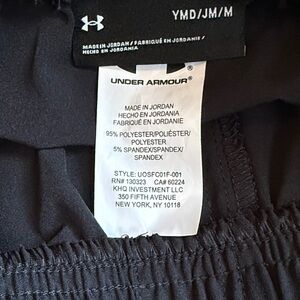 YMD/JM/M
MADE IN JORDAN / FABRIQUÉ EN JORDANIE
HECHO EN JORDANIA
UNDER ARMOUR®
MADE IN JORDAN
HECHO EN JORDANIA
FABRIQUÉ EN JORDANIE
95% POLYESTER/POLIÉSTER/
POLYESTER
5% SPANDEX/SPANDEX/
SPANDEX
STYLE: UOSFC01F-001
RN# 130323 CA# 60224
KHQ INVESTMENT LLC
350 FIFTH AVENUE
NEW YORK, NY 10118